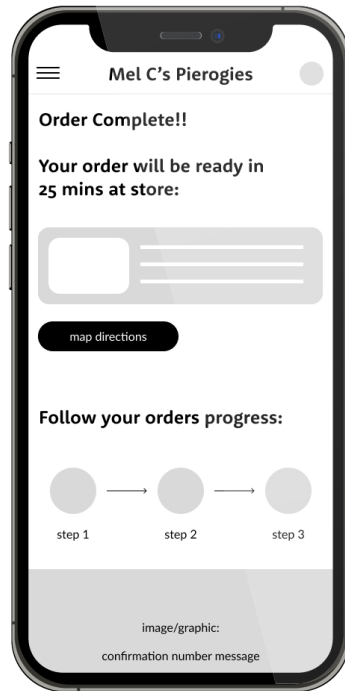 Mel C's Pierogies
Order Complete!!
Your order will be ready in
25 mins at store:
map directions
Follow your orders progress:
step 1
step 2
step 3
image/graphic:
confirmation number message